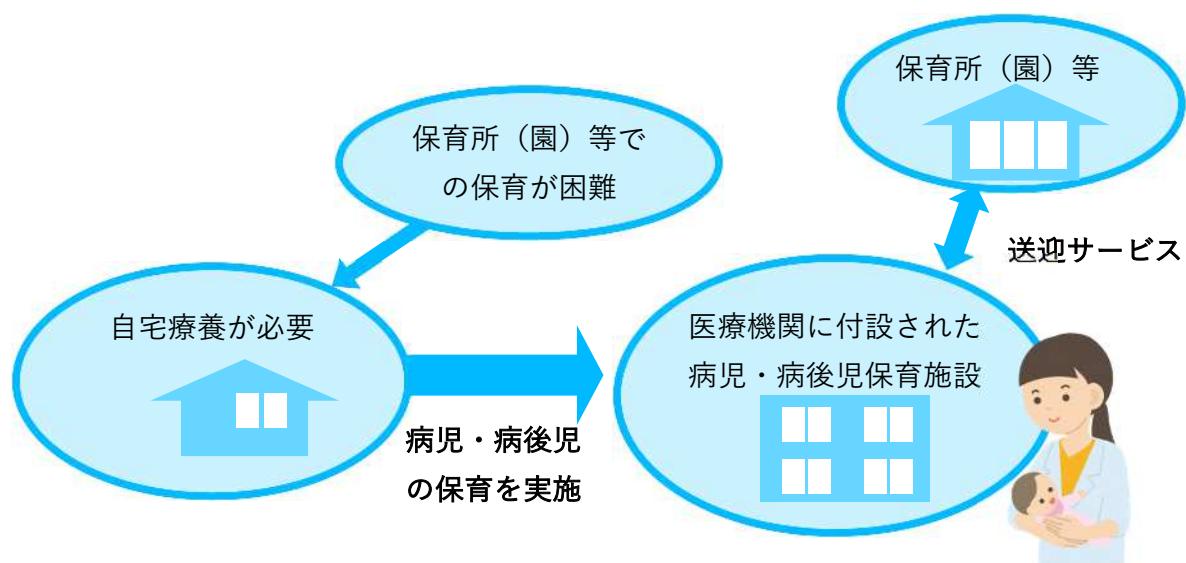 保育所（園）等
保育所（園）等で
の保育が困難
送迎サービス
自宅療養が必要
医療機関に付設された
病児・病後児保育施設
病児・病後児
の保育を実施